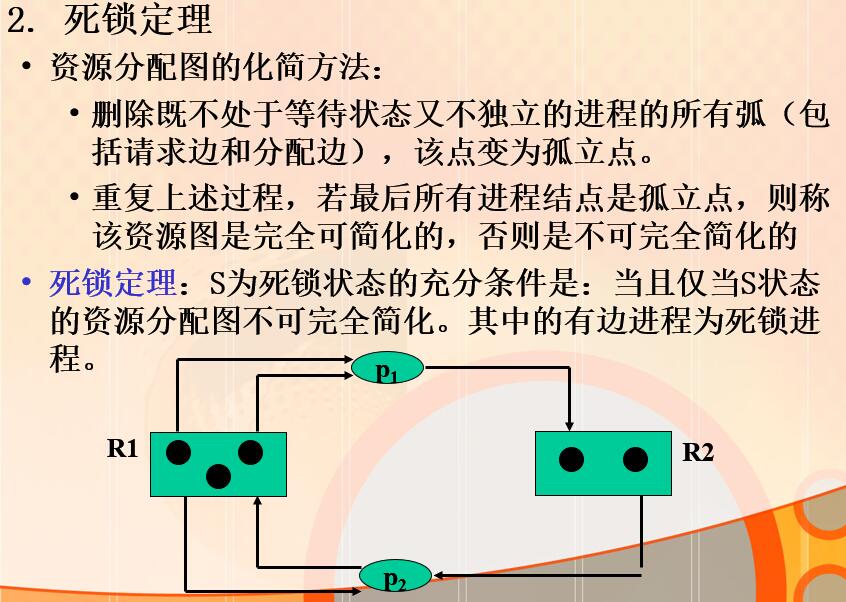 2. 死锁定理
• 资源分配图的化简方法：
• 删除既不处于等待状态又不独立的进程的所有弧（包
括请求边和分配边），该点变为孤立点。
• 重复上述过程，若最后所有进程结点是孤立点，则称
该资源图是完全可简化的，否则是不可完全简化的
• 死锁定理：S为死锁状态的充分条件是：当且仅当S状态
的资源分配图不可完全简化。其中的有边进程为死锁进
程。
p1
R1
R2
p2